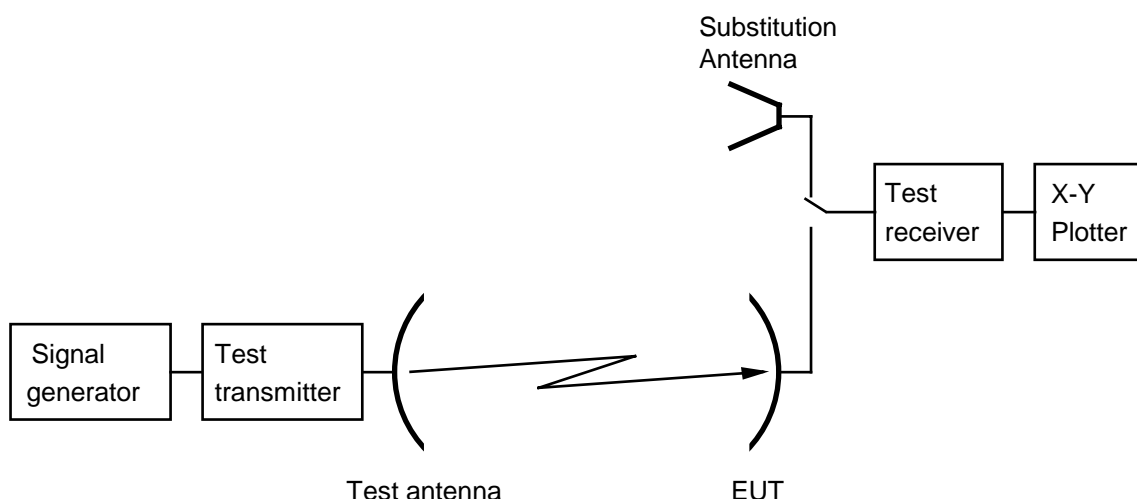 Substitution
Antenna
Test
receiver
X-Y
Plotter
Signal
generator
Test
transmitter
Test antenna
EUT